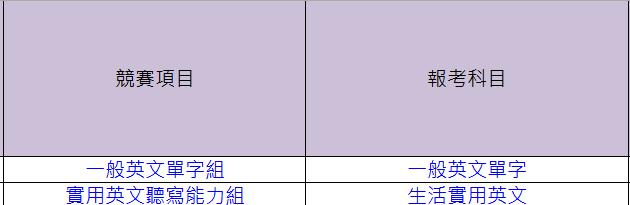 競賽項目 報考科目
一般英文單字組 一般英文單字
實用英文聽寫能力組 生活實用英文